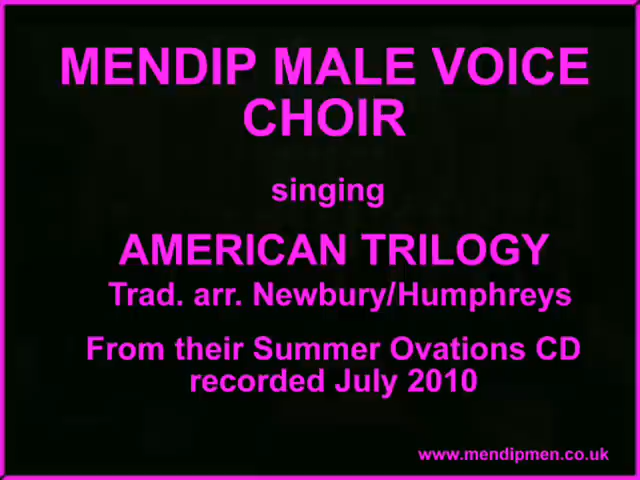 MENDIP MALE VOICE
CHOIR
singing
AMERICAN TRILOGY
Trad. arr. Newbury/Humphreys
From their Summer Ovations CD
recorded July 2010
www.mendipmen.co.uk